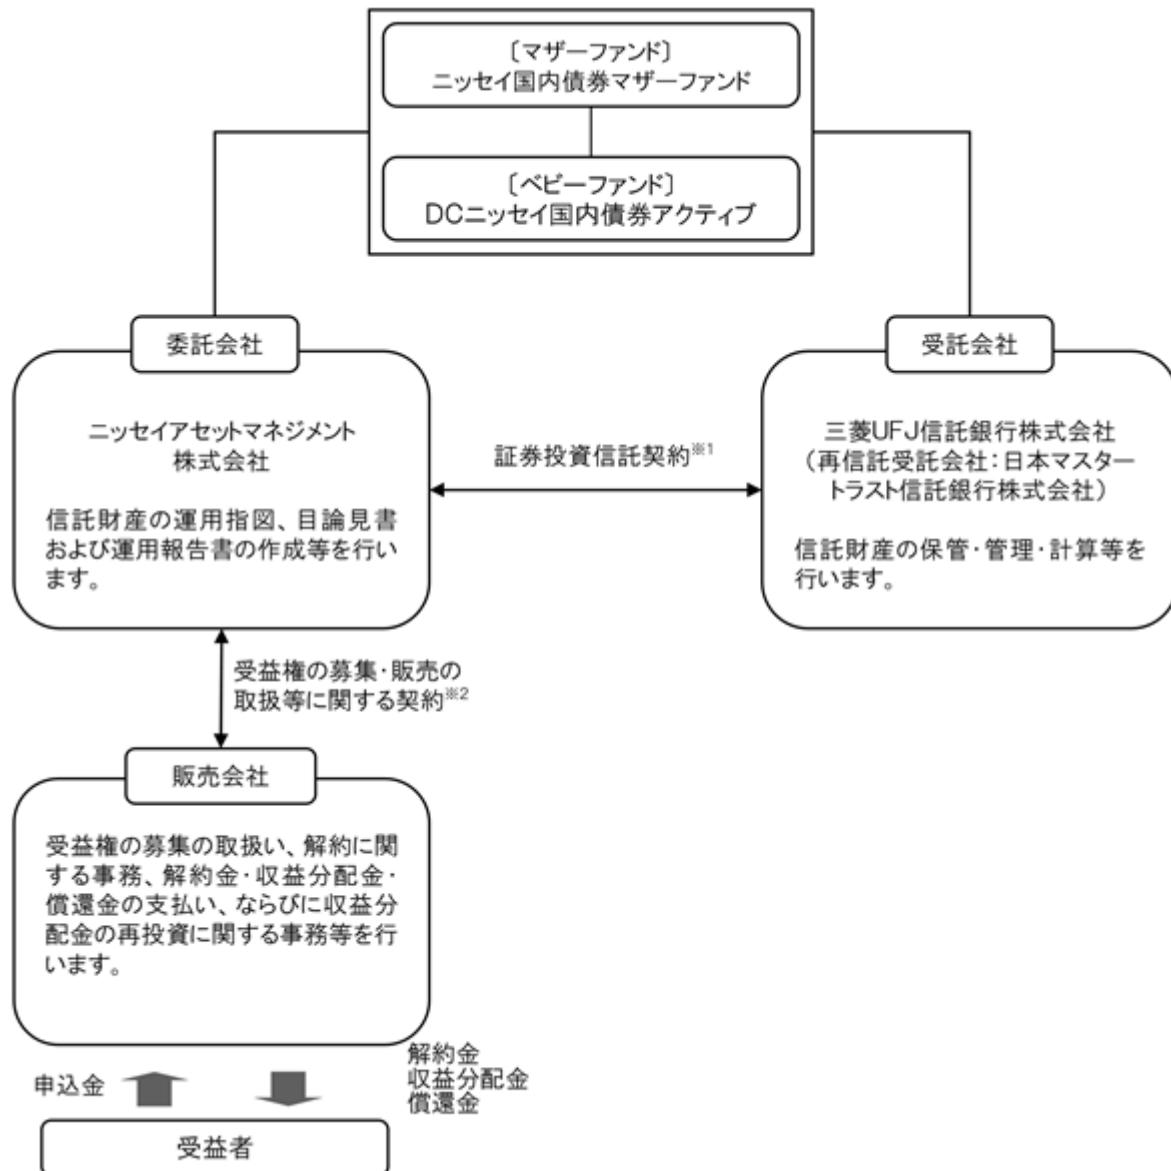 〔マザーファンド〕
ニッセイ国内債券マザーファンド
〔ベビーファンド〕
DCニッセイ国内債券アクティブ
委託会社
ニッセイアセットマネジメント
株式会社
信託財産の運用指図、目論見書
および運用報告書の作成等を行い
ます。
証券投資信託契約※1
受託会社
三菱UFJ信託銀行株式会社
（再信託受託会社：日本マスター
トラスト信託銀行株式会社）
信託財産の保管・管理・計算等を
行います。
受益権の募集・販売の
取扱等に関する契約※2
販売会社
受益権の募集の取扱い、解約に関
する事務、解約金・収益分配金・
償還金の支払い、ならびに収益分
配金の再投資に関する事務等を行
います。
申込金
解約金
収益分配金
償還金
受益者